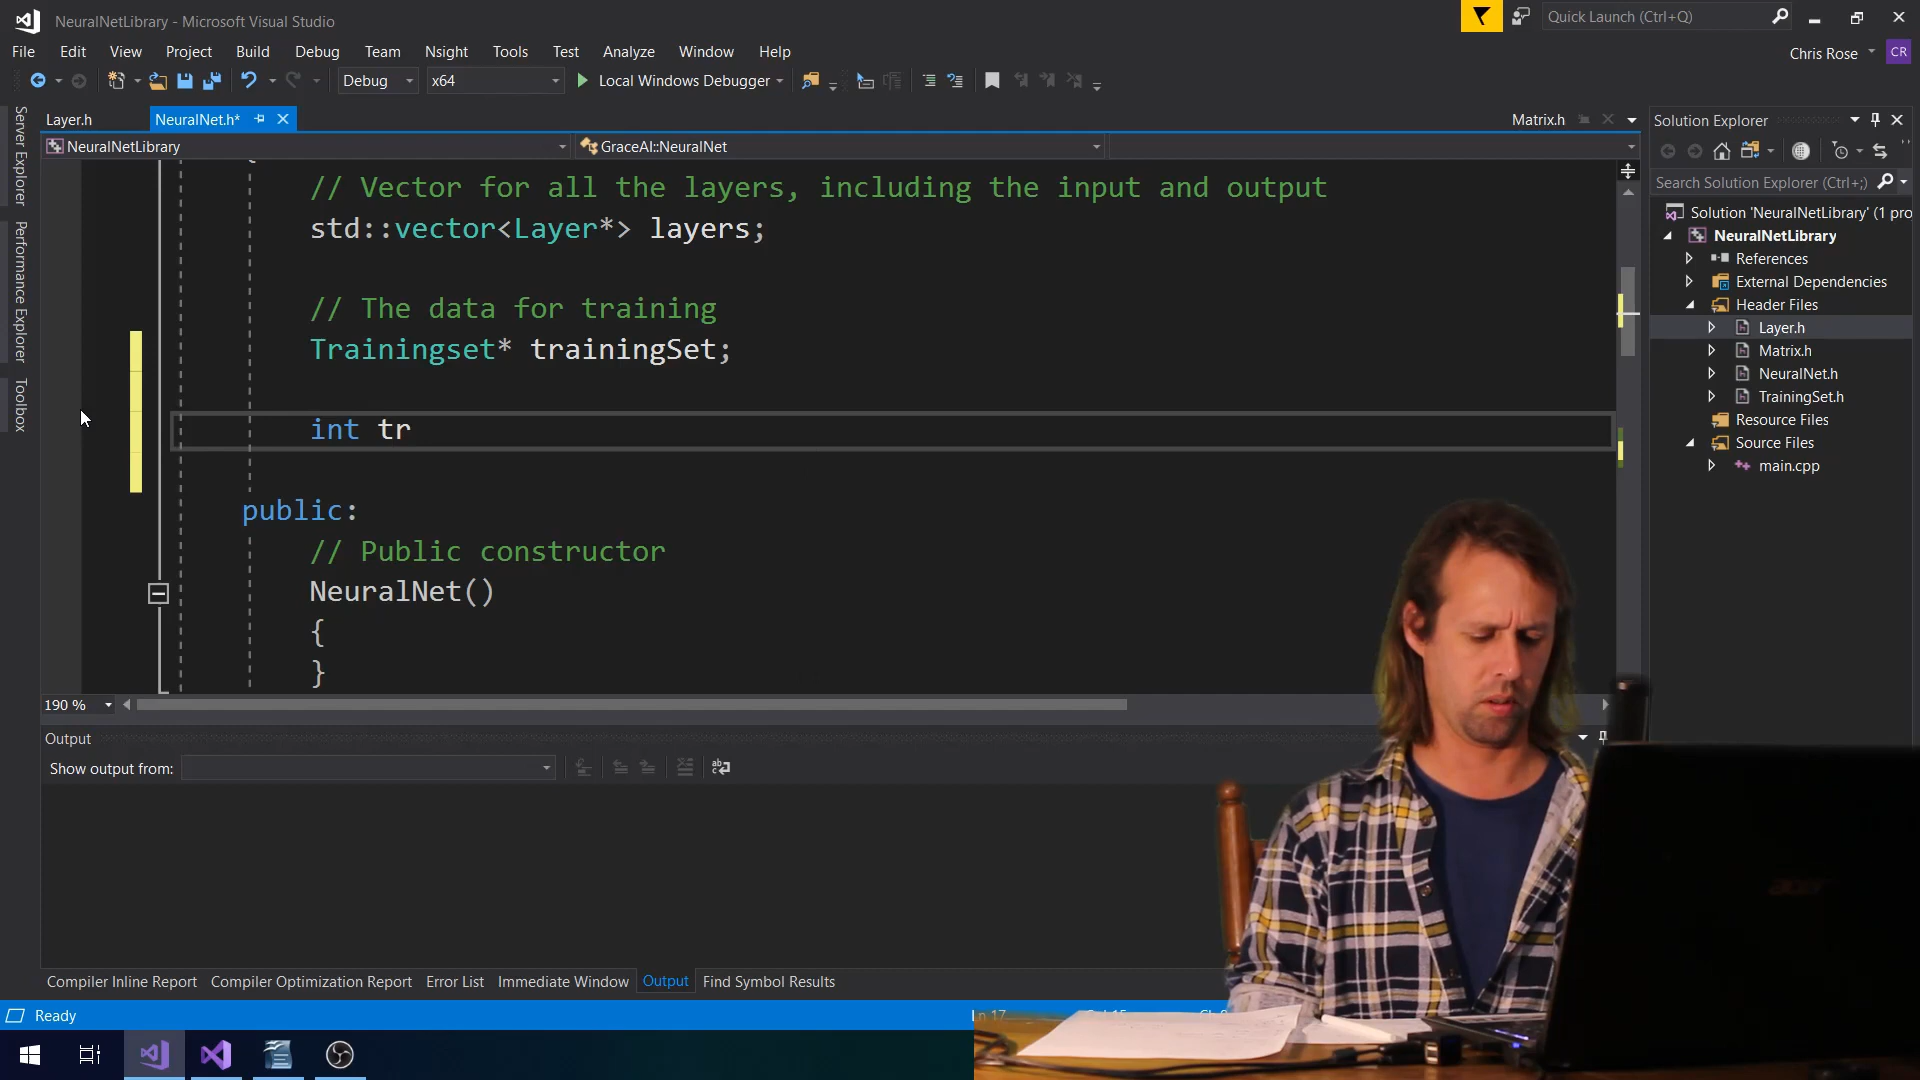 NeuralNetLibrary - Microsoft Visual Studio
Quick Launch (Ctrl+Q)
File Edit View Project Build Debug Team Nsight Tools Test Analyze Window Help
Chris Rose CR
Debug x64 Local Windows Debugger
Server Explorer
Performance Explorer
Toolbox
Layer.h NeuralNet.h* Matrix.h
NeuralNetLibrary GraceAI::NeuralNet
// Vector for all the layers, including the input and output
std::vector<Layer*> layers;
// The data for training
Trainingset* trainingSet;
int tr
public:
// Public constructor
NeuralNet()
{
}
190 %
Solution Explorer
Search Solution Explorer (Ctrl+;)
Solution 'NeuralNetLibrary' (1 pro
NeuralNetLibrary
References
External Dependencies
Header Files
Layer.h
Matrix.h
NeuralNet.h
TrainingSet.h
Resource Files
Source Files
main.cpp
Output
Show output from:
Compiler Inline Report Compiler Optimization Report Error List Immediate Window Output Find Symbol Results
Ready
acer